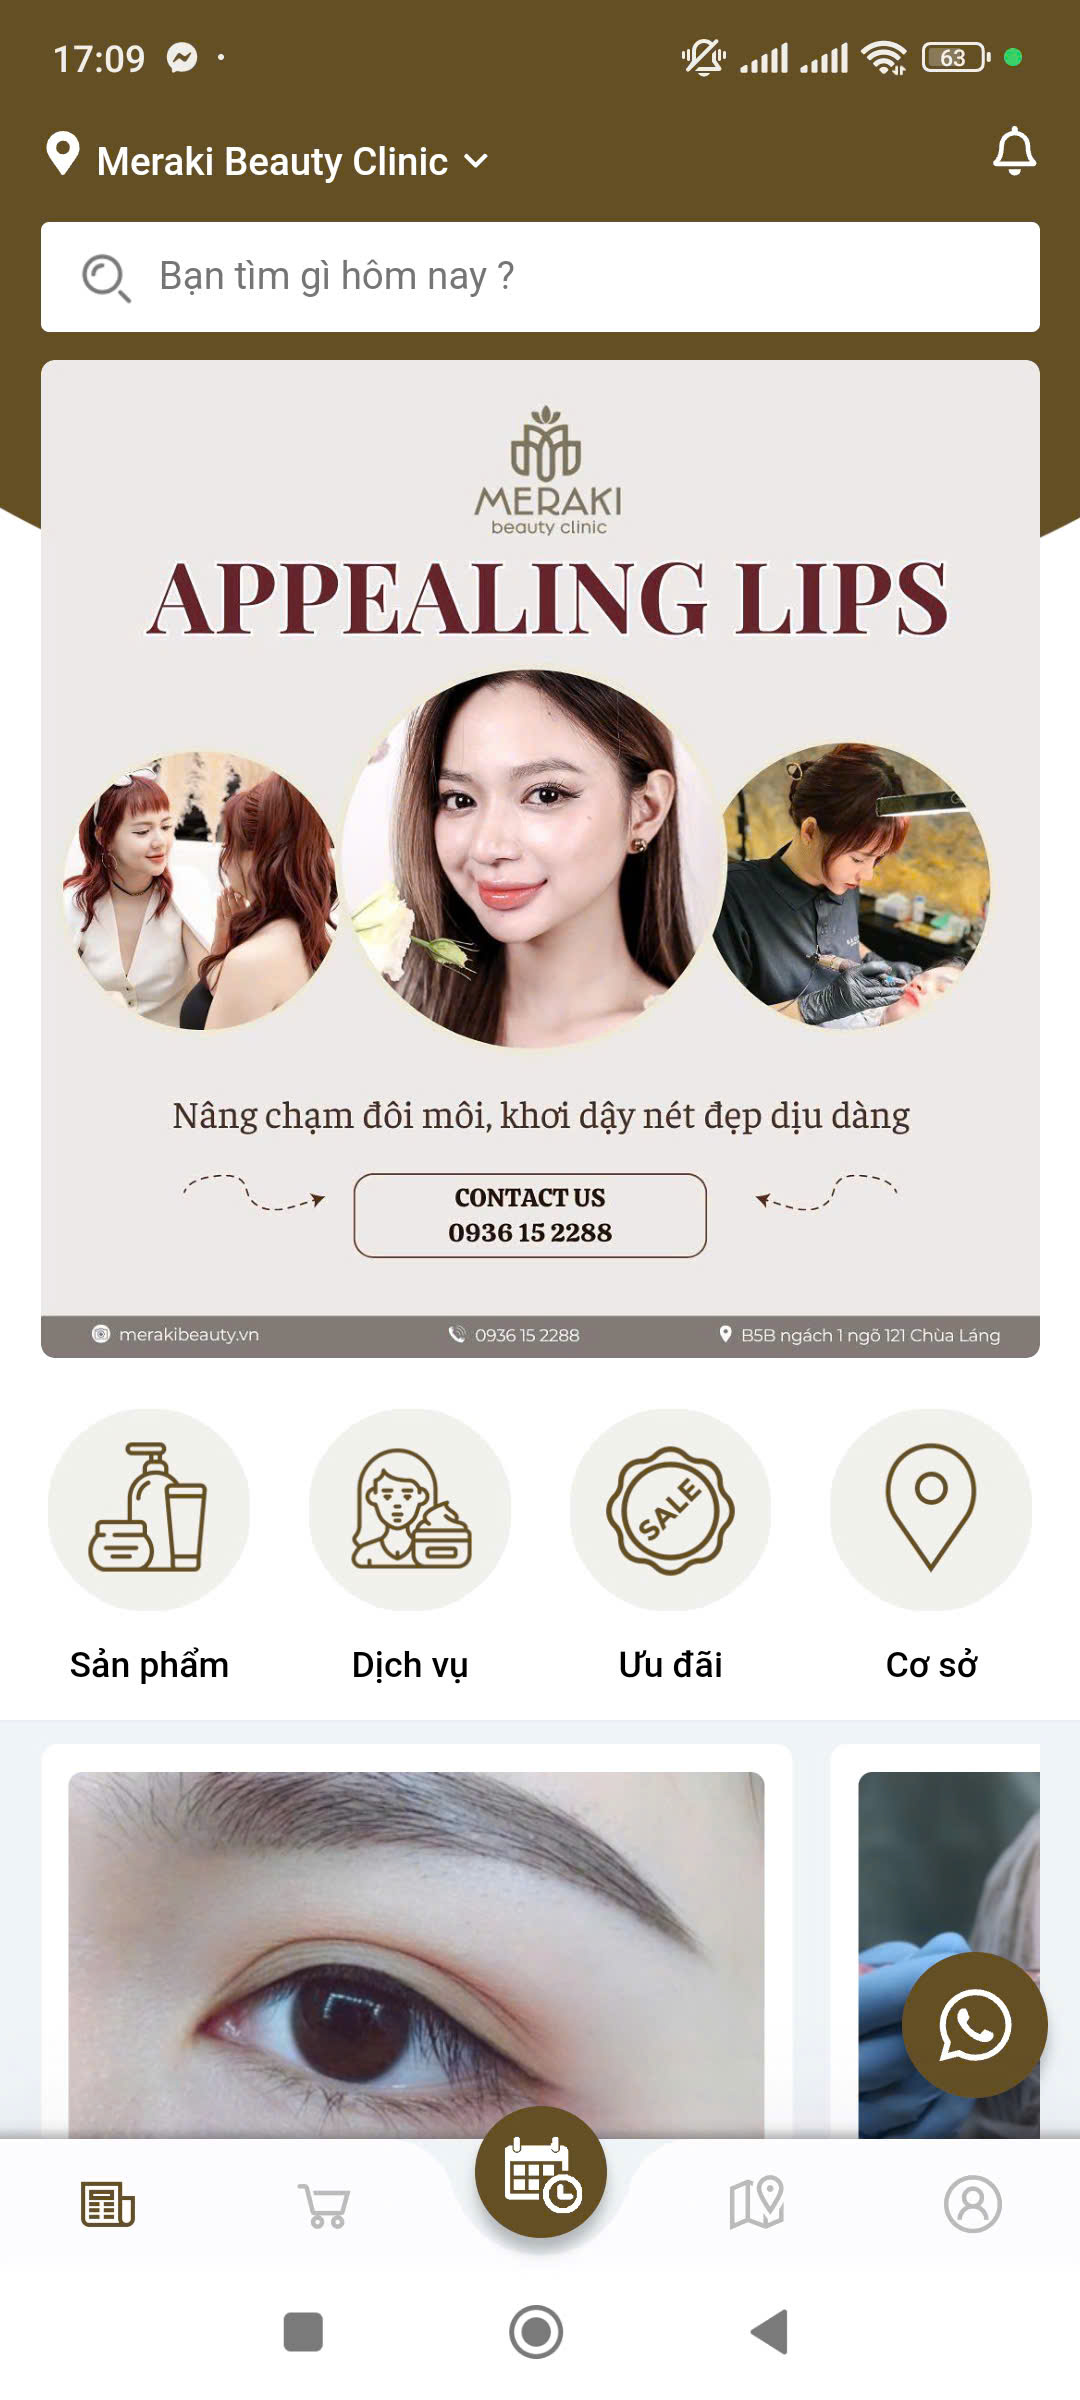 17:09
63
Meraki Beauty Clinic
Bạn tìm gì hôm nay ?
MERAKI
beauty clinic
APPEALING LIPS
Nâng chạm đôi môi, khơi dậy nét đẹp dịu dàng
CONTACT US
0936 15 2288
merakibeauty.vn
0936 15 2288
B5B ngách 1 ngõ 121 Chùa Láng
SALE
Sản phẩm
Dịch vụ
Ưu đãi
Cơ sở